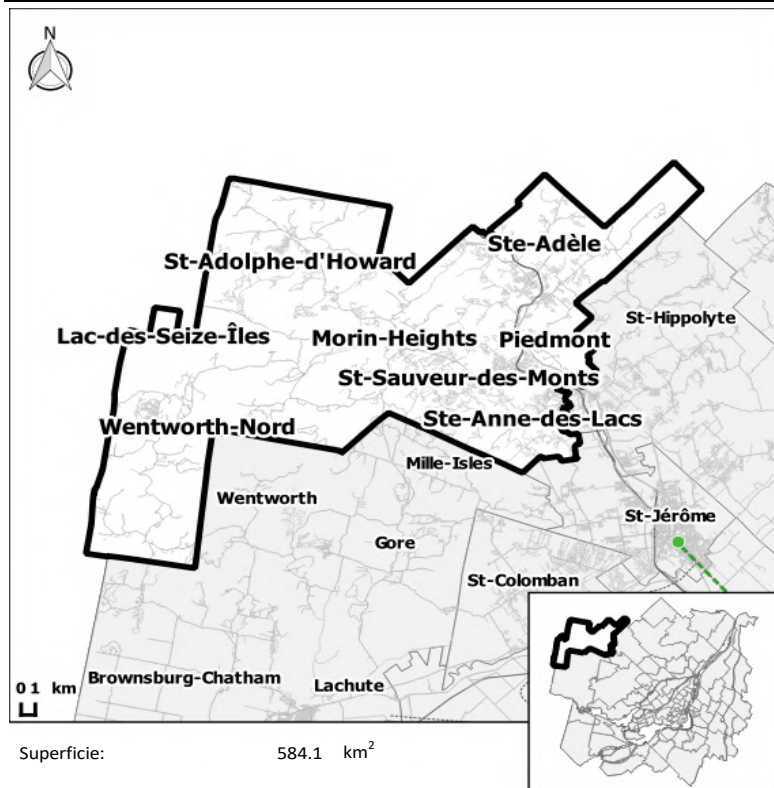 N
Ste-Adèle
St-Adolphe-d'Howard
St-Hippolyte
Lac-des-Seize-Îles
Morin-Heights
Piedmont
St-Sauveur-des-Monts
Ste-Anne-des-Lacs
Wentworth-Nord
Mille-Isles
Wentworth
St-Jérôme
Gore
St-Colomban
Brownsburg-Chatham
Lachute
0 1 km
Superficie: 584.1 km²